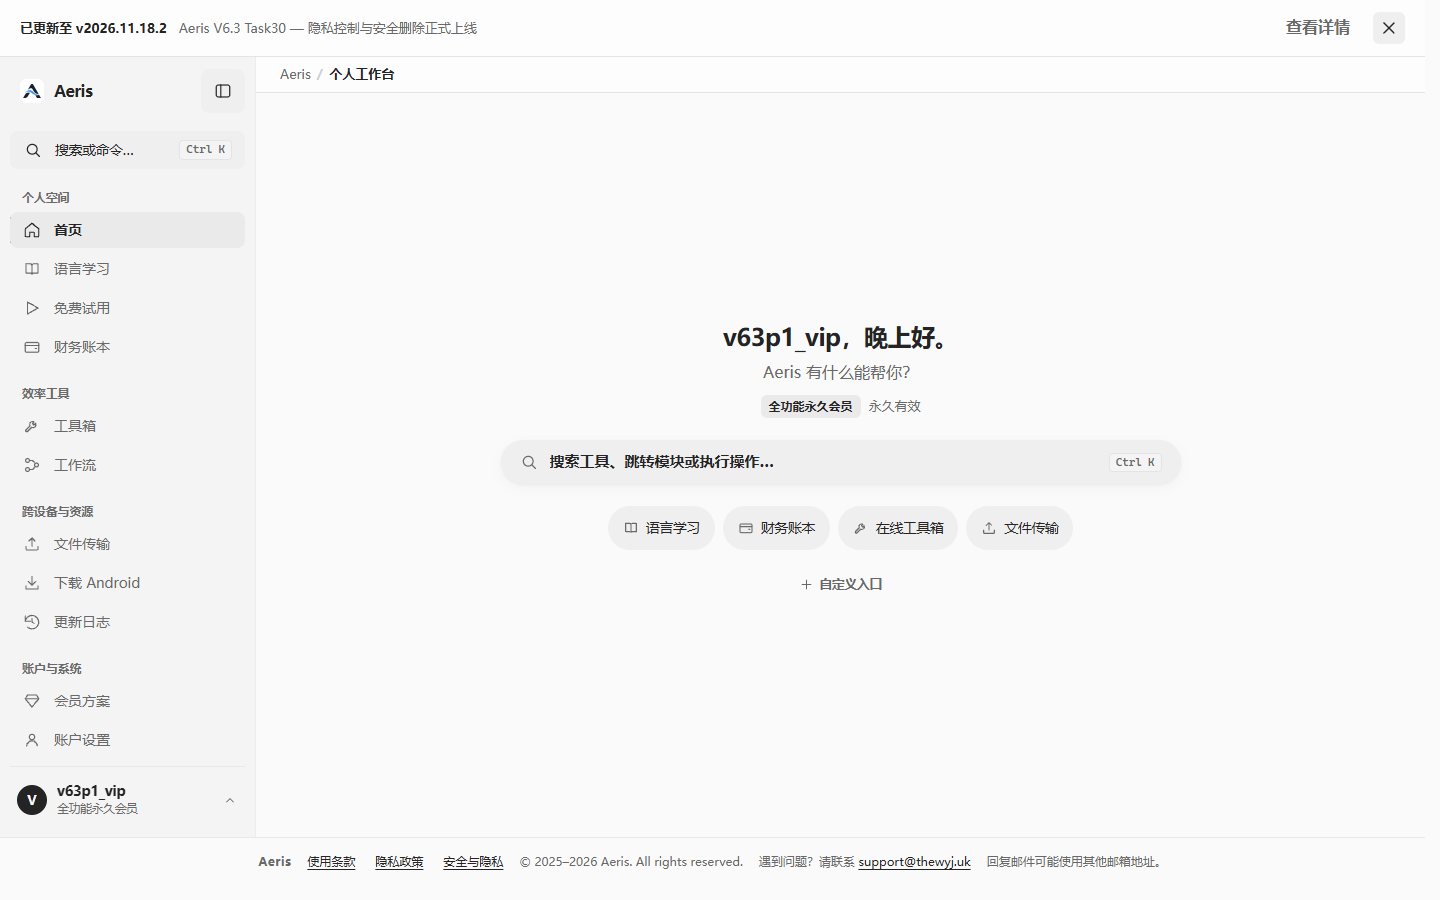 已更新至 v2026.11.18.2 Aeris V6.3 Task30 — 隐私控制与安全删除正式上线 查看详情
Aeris
Aeris / 个人工作台
搜索或命令... Ctrl K
个人空间
首页
语言学习
免费试用
财务账本
效率工具
工具箱
工作流
跨设备与资源
文件传输
下载 Android
更新日志
账户与系统
会员方案
账户设置
V v63p1_vip
全功能永久会员
v63p1_vip，晚上好。
Aeris 有什么能帮你？
全功能永久会员 永久有效
搜索工具、跳转模块或执行操作... Ctrl K
语言学习 财务账本 在线工具箱 文件传输
自定义入口
Aeris 使用条款 隐私政策 安全与隐私 © 2025–2026 Aeris. All rights reserved. 遇到问题？请联系 support@thewyj.uk 回复邮件可能使用其他邮箱地址。